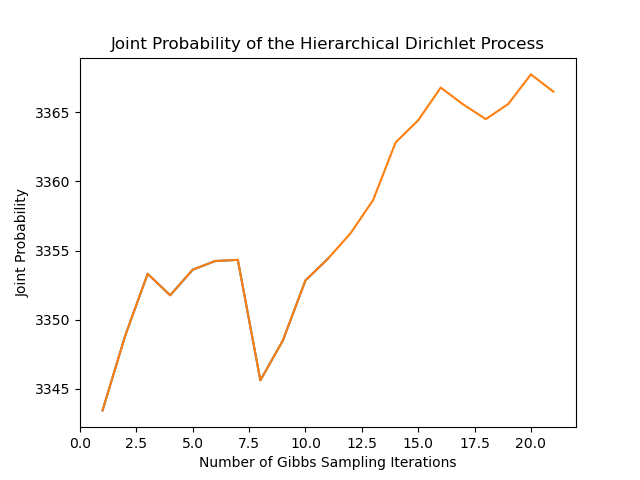 Joint Probability of the Hierarchical Dirichlet Process
Joint Probability
3365
3360
3355
3350
3345
0.0 2.5 5.0 7.5 10.0 12.5 15.0 17.5 20.0
Number of Gibbs Sampling Iterations